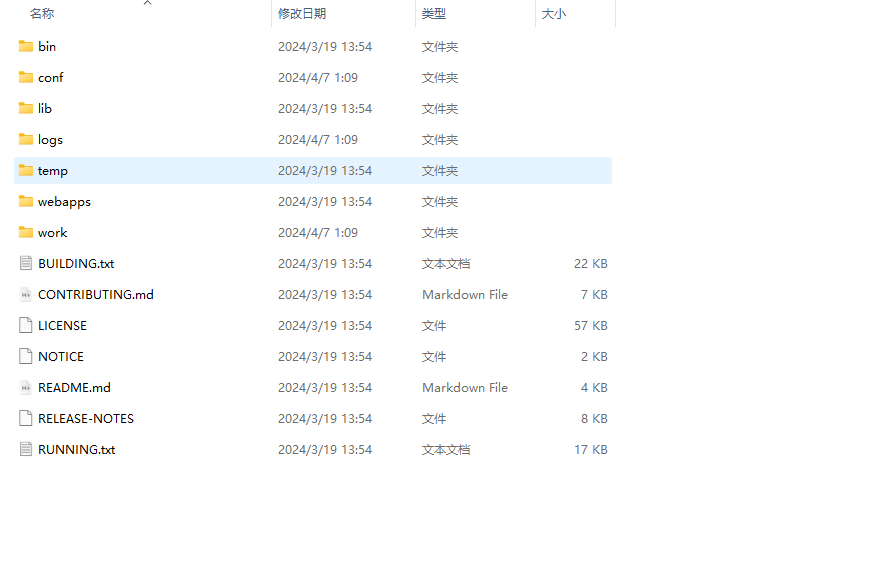 名称 修改日期 类型 大小
bin 2024/3/19 13:54 文件夹
conf 2024/4/7 1:09 文件夹
lib 2024/3/19 13:54 文件夹
logs 2024/4/7 1:09 文件夹
temp 2024/3/19 13:54 文件夹
webapps 2024/3/19 13:54 文件夹
work 2024/4/7 1:09 文件夹
BUILDING.txt 2024/3/19 13:54 文本文档 22 KB
CONTRIBUTING.md 2024/3/19 13:54 Markdown File 7 KB
LICENSE 2024/3/19 13:54 文件 57 KB
NOTICE 2024/3/19 13:54 文件 2 KB
README.md 2024/3/19 13:54 Markdown File 4 KB
RELEASE-NOTES 2024/3/19 13:54 文件 8 KB
RUNNING.txt 2024/3/19 13:54 文本文档 17 KB